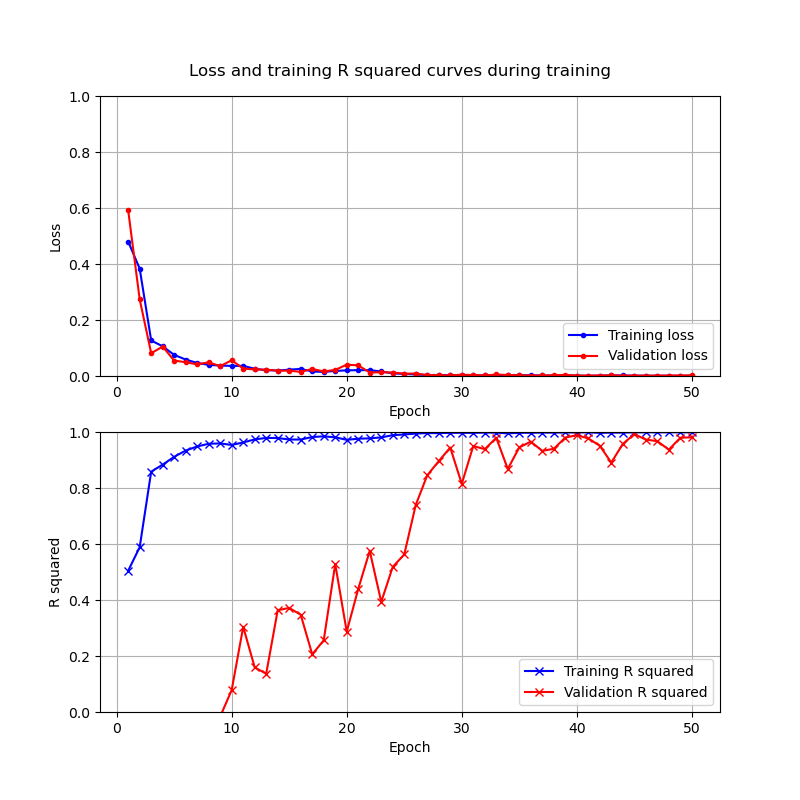 Loss and training R squared curves during training
1.0
0.8
0.6
0.4
0.2
0.0
Loss
Training loss
Validation loss
0 10 20 30 40 50
Epoch
1.0
0.8
0.6
0.4
0.2
0.0
R squared
Training R squared
Validation R squared
0 10 20 30 40 50
Epoch